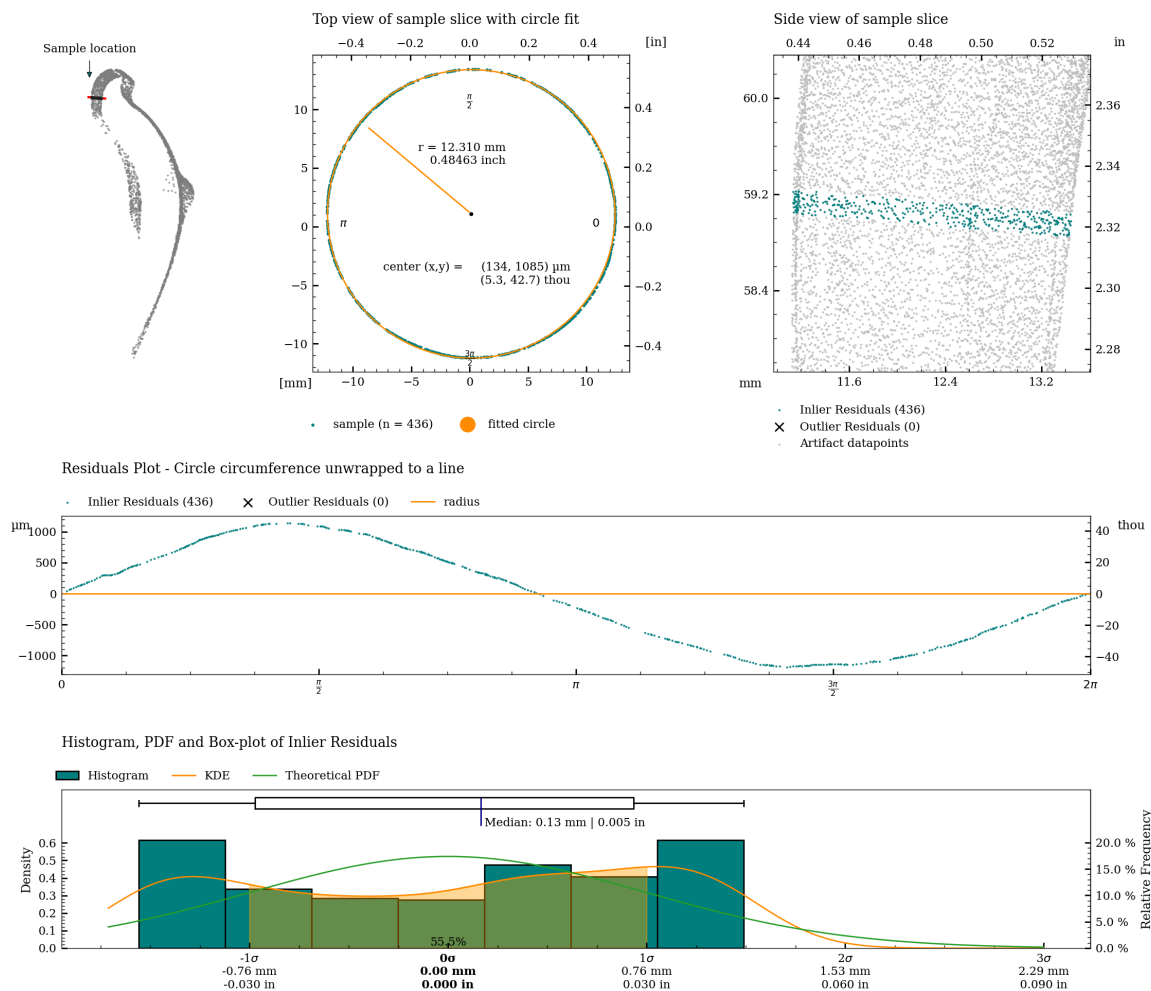 Sample location
Top view of sample slice with circle fit
−0.4 −0.2 0.0 0.2 0.4 [in]
10
5
0
−5
−10
0.4
0.2
0.0
−0.2
−0.4
π/2
r = 12.310 mm
0.48463 inch
π 0
center (x,y) = (134, 1085) µm
(5.3, 42.7) thou
3π/2
[mm] −10 −5 0 5 10
sample (n = 436) fitted circle
Side view of sample slice
0.44 0.46 0.48 0.50 0.52 in
60.0
59.2
58.4
2.36
2.34
2.32
2.30
2.28
mm 11.6 12.4 13.2
Inlier Residuals (436)
Outlier Residuals (0)
Artifact datapoints
Residuals Plot - Circle circumference unwrapped to a line
Inlier Residuals (436) Outlier Residuals (0) radius
µm thou
1000
500
0
−500
−1000
40
20
0
−20
−40
0 π/2 π 3π/2 2π
Histogram, PDF and Box-plot of Inlier Residuals
Histogram KDE Theoretical PDF
Median: 0.13 mm | 0.005 in
Density
0.6
0.5
0.4
0.3
0.2
0.1
0.0
Relative Frequency
20.0 %
15.0 %
10.0 %
5.0 %
0.0 %
55.5%
-1σ 0σ 1σ 2σ 3σ
-0.76 mm 0.00 mm 0.76 mm 1.53 mm 2.29 mm
-0.030 in 0.000 in 0.030 in 0.060 in 0.090 in